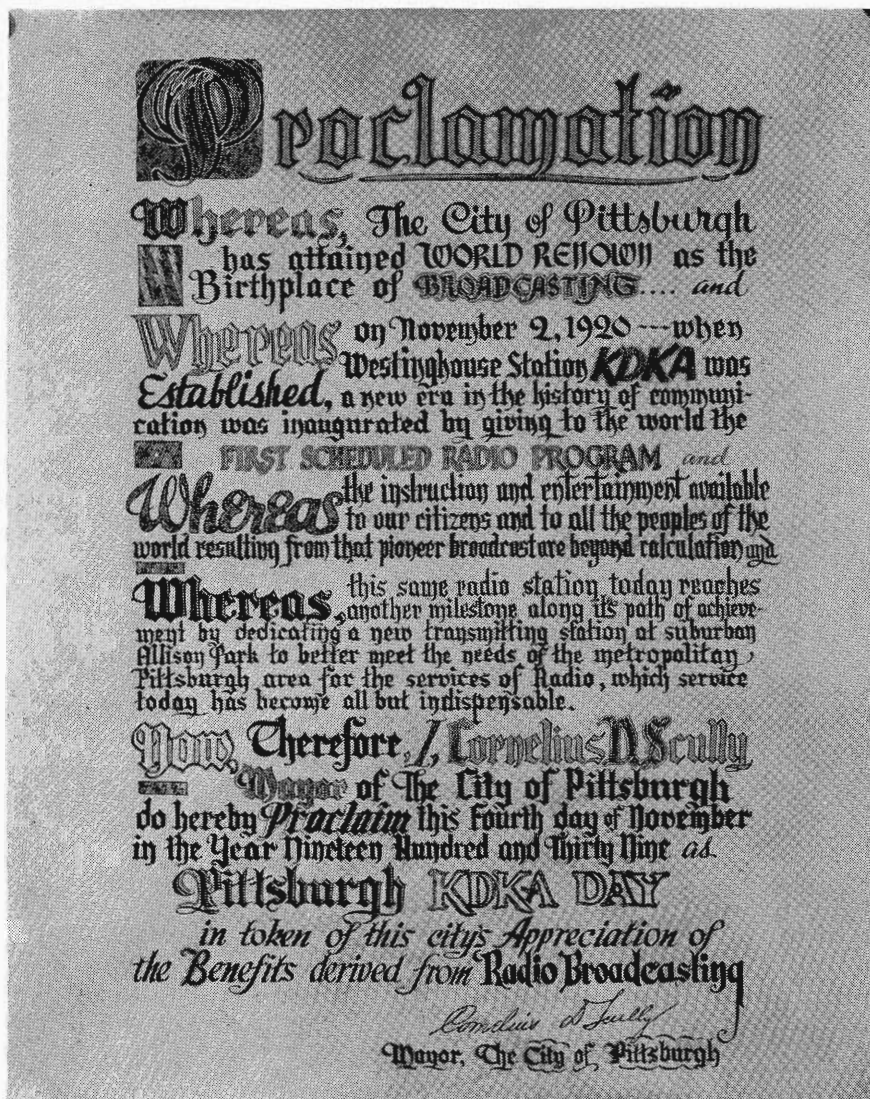 Proclamation
Whereas, The City of Pittsburgh
has attained WORLD RENOWN as the
Birthplace of BROADCASTING.... and
Whereas on November 2, 1920 --- when
Westinghouse Station KDKA was
Established, a new era in the history of communi-
cation was inaugurated by giving to the world the
FIRST SCHEDULED RADIO PROGRAM and
Whereas the instruction and entertainment available
to our citizens and to all the peoples of the
world resulting from that pioneer broadcast are beyond calculation and
Whereas, this same radio station today reaches
another milestone along its path of achieve-
ment by dedicating a new transmitting station at suburban
Allison Park to better meet the needs of the metropolitan
Pittsburgh area for the services of Radio, which service
today has become all but indispensable.
Now, Therefore, I, Cornelius D. Scully
Mayor of The City of Pittsburgh
do hereby Proclaim this Fourth day of November
in the Year Nineteen Hundred and Thirty Nine as
Pittsburgh KDKA DAY
in token of this city's Appreciation of
the Benefits derived from Radio Broadcasting
Cornelius D Scully
Mayor, The City of Pittsburgh